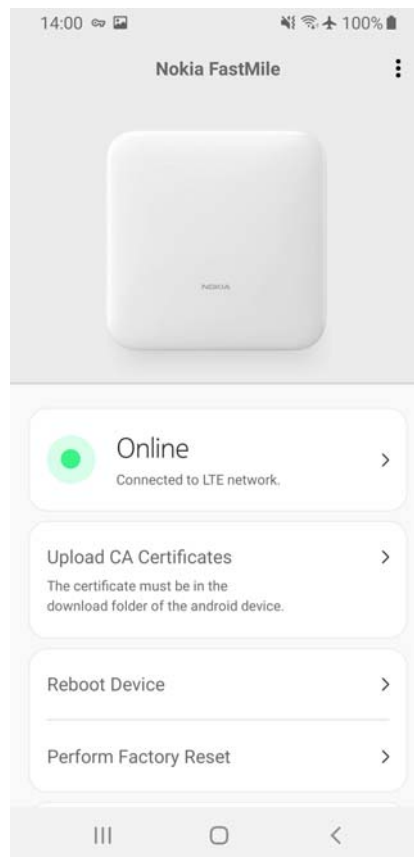 14:00 100%
Nokia FastMile
NOKIA
Online
Connected to LTE network.
Upload CA Certificates
The certificate must be in the
download folder of the android device.
Reboot Device
Perform Factory Reset